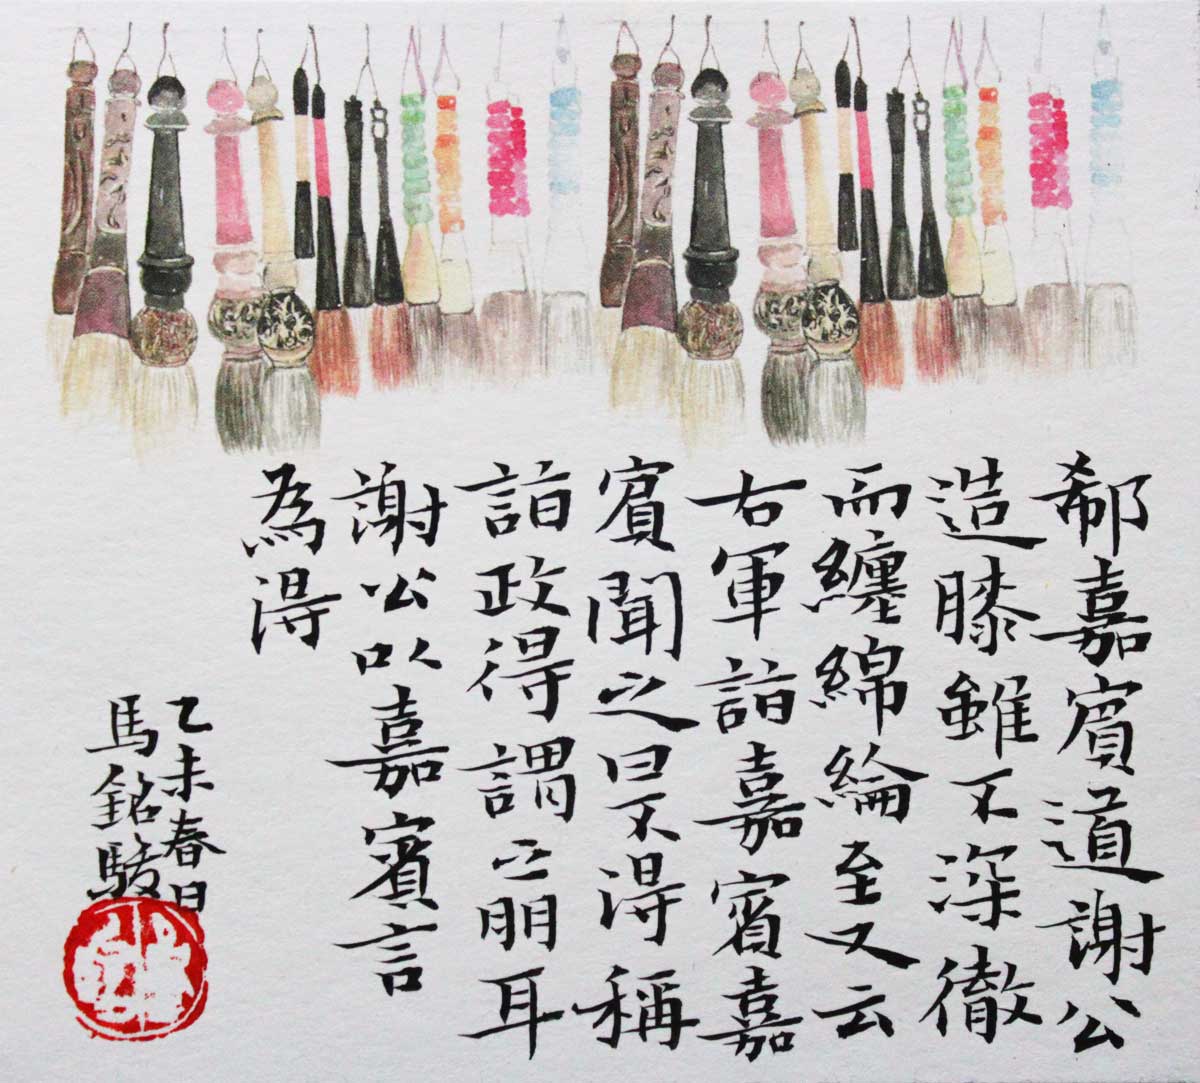 郗嘉賓道謝公
造膝雖不深徹
而纏綿綸至又云
右軍詣嘉賓嘉
賓聞之曰不得稱
詣政得謂之朋耳
謝公以嘉賓言
為得
乙未春日
馬銘駿